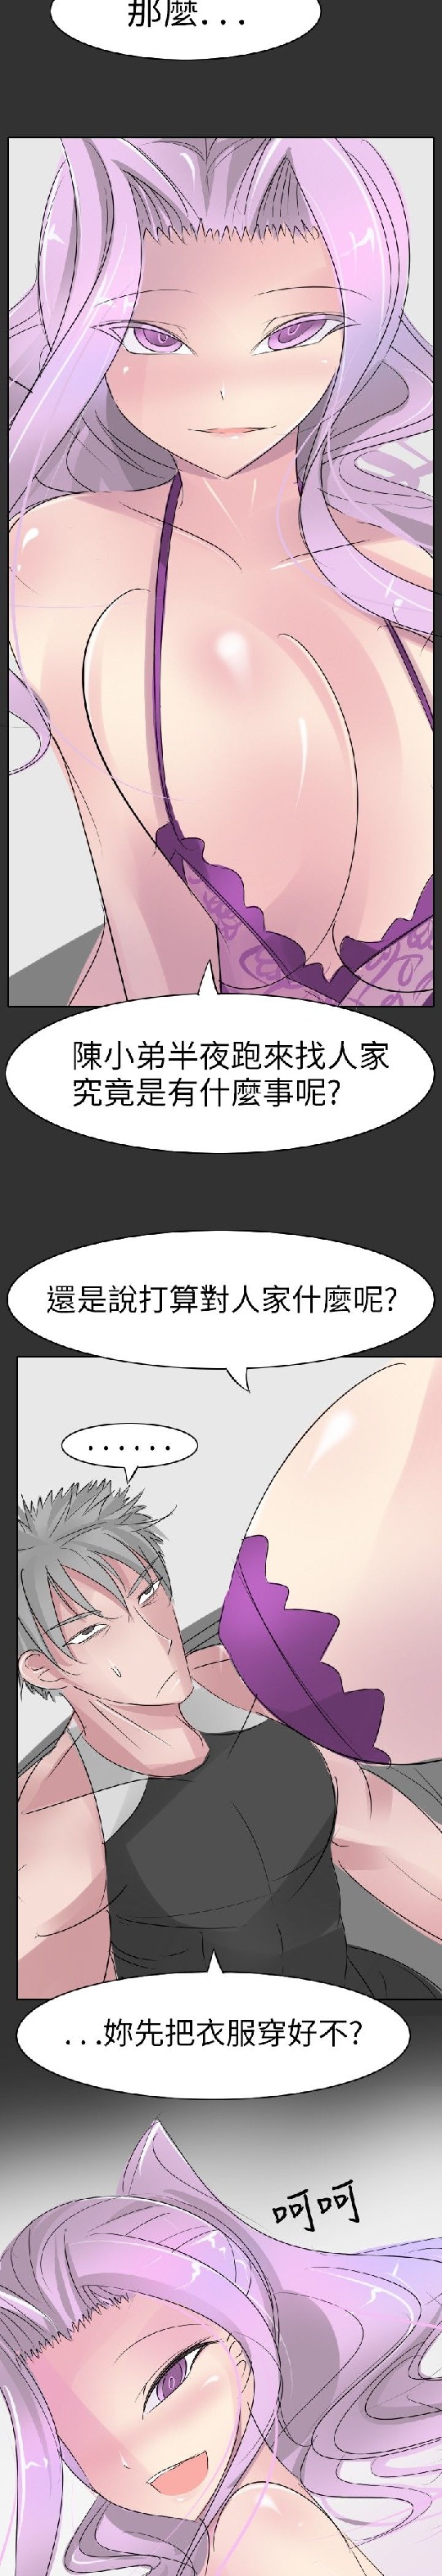 那麼...
陳小弟半夜跑來找人家
究竟是有什麼事呢?
還是說打算對人家什麼呢?
......
...妳先把衣服穿好不?
呵呵